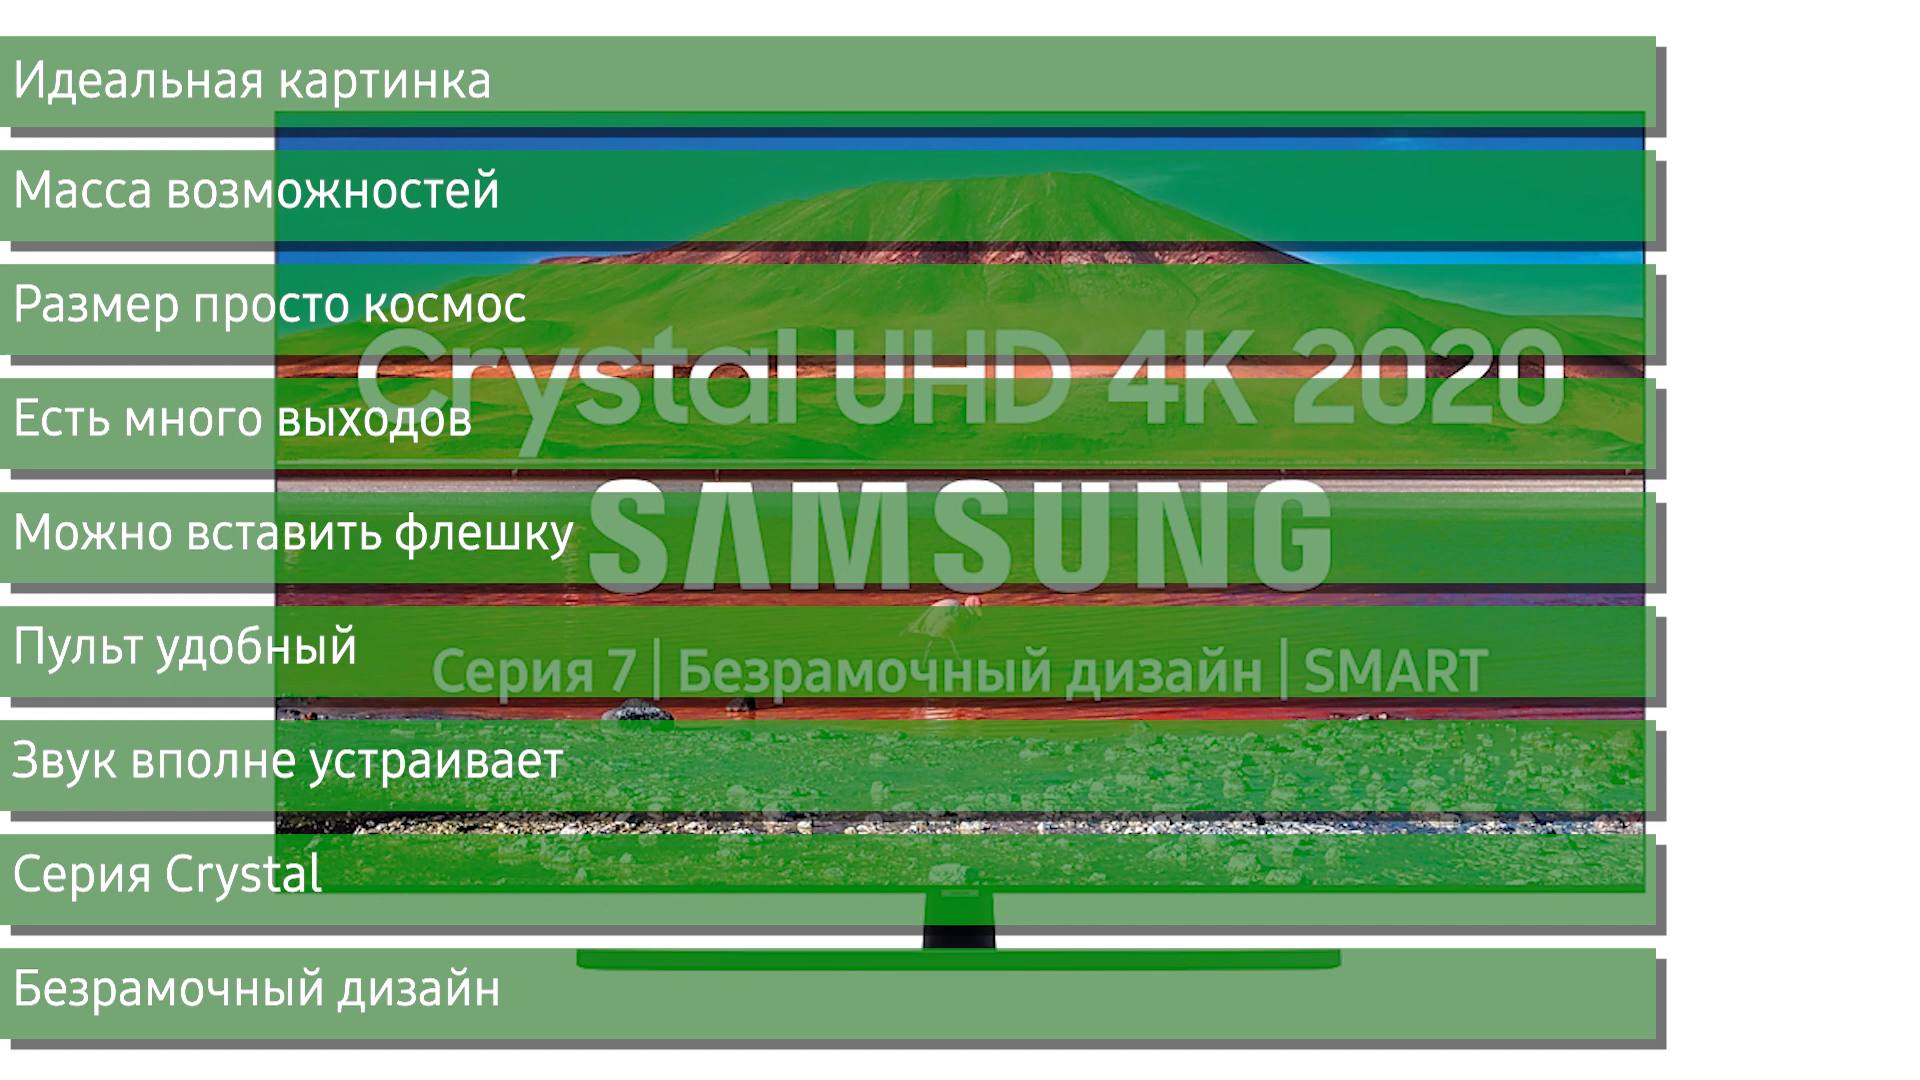 Идеальная картинка
Масса возможностей
Размер просто космос
Crystal UHD 4K 2020
Есть много выходов
SAMSUNG
Можно вставить флешку
Пульт удобный
Серия 7 | Безрамочный дизайн | SMART
Звук вполне устраивает
Серия Crystal
Безрамочный дизайн